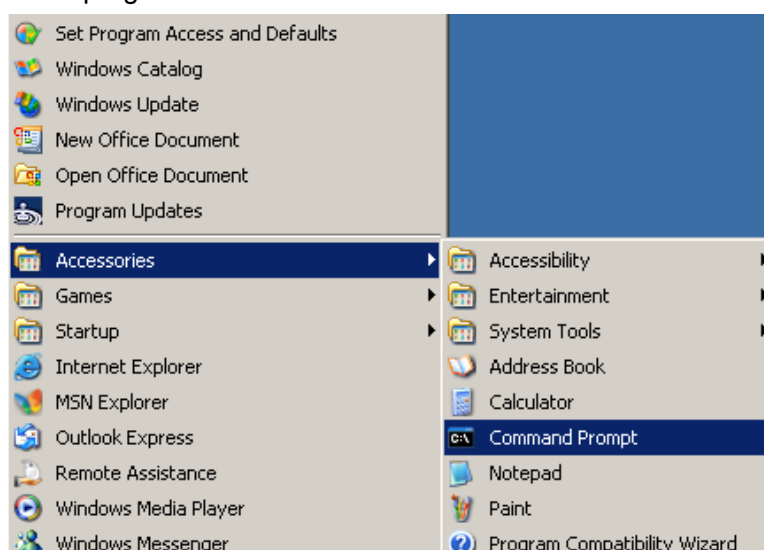 Set Program Access and Defaults
Windows Catalog
Windows Update
New Office Document
Open Office Document
Program Updates
Accessories
Games
Startup
Internet Explorer
MSN Explorer
Outlook Express
Remote Assistance
Windows Media Player
Windows Messenger
Accessibility
Entertainment
System Tools
Address Book
Calculator
C:\
Command Prompt
Notepad
Paint
Program Compatibility Wizard